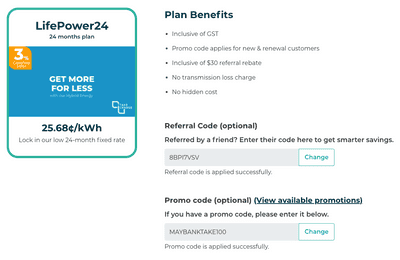 LifePower24
24 months plan
3%
GET MORE
FOR LESS
25.68¢/kWh
Lock in our low 24-month fixed rate
Plan Benefits
• Inclusive of GST
• Promo code applies for new & renewal customers
• Inclusive of $30 referral rebate
• No transmission loss charge
• No hidden cost
Referral Code (optional)
Referred by a friend? Enter their code here to get smarter savings.
8BPI7VSV Change
Referral code is applied successfully.
Promo code (optional) (View available promotions)
If you have a promo code, please enter it below.
MAYBANKTAKE100 Change
Promo code is applied successfully.